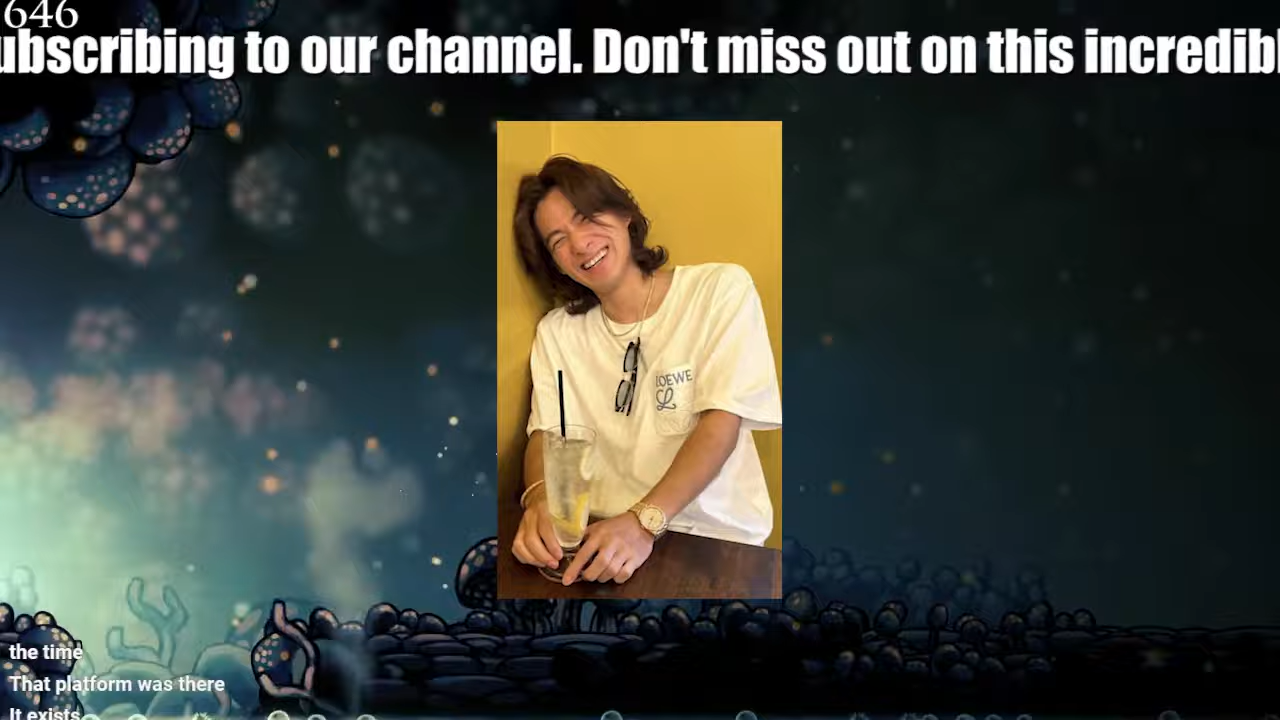 646
ubscribing to our channel. Don't miss out on this incredibl
LOEWE
the time
That platform was there
It exists